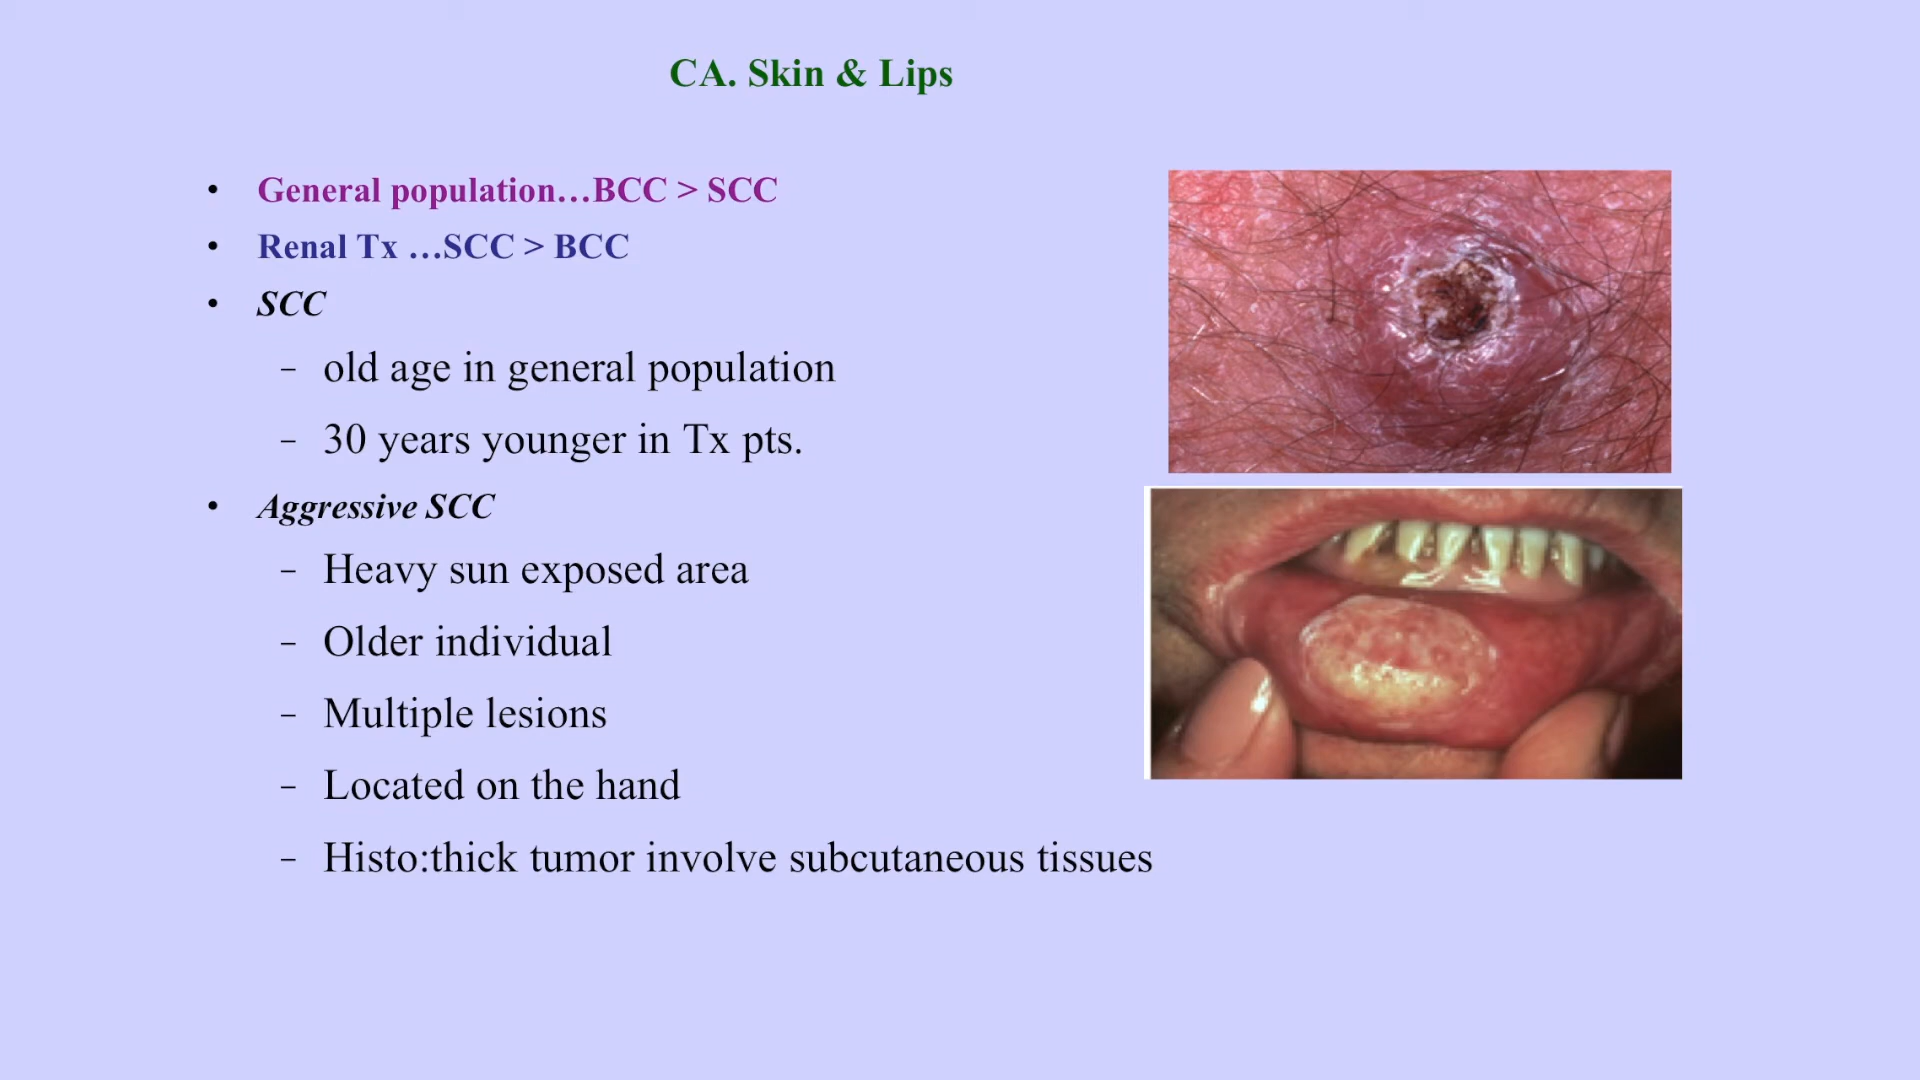 CA. Skin & Lips
• General population…BCC > SCC
• Renal Tx …SCC > BCC
• SCC
– old age in general population
– 30 years younger in Tx pts.
• Aggressive SCC
– Heavy sun exposed area
– Older individual
– Multiple lesions
– Located on the hand
– Histo:thick tumor involve subcutaneous tissues